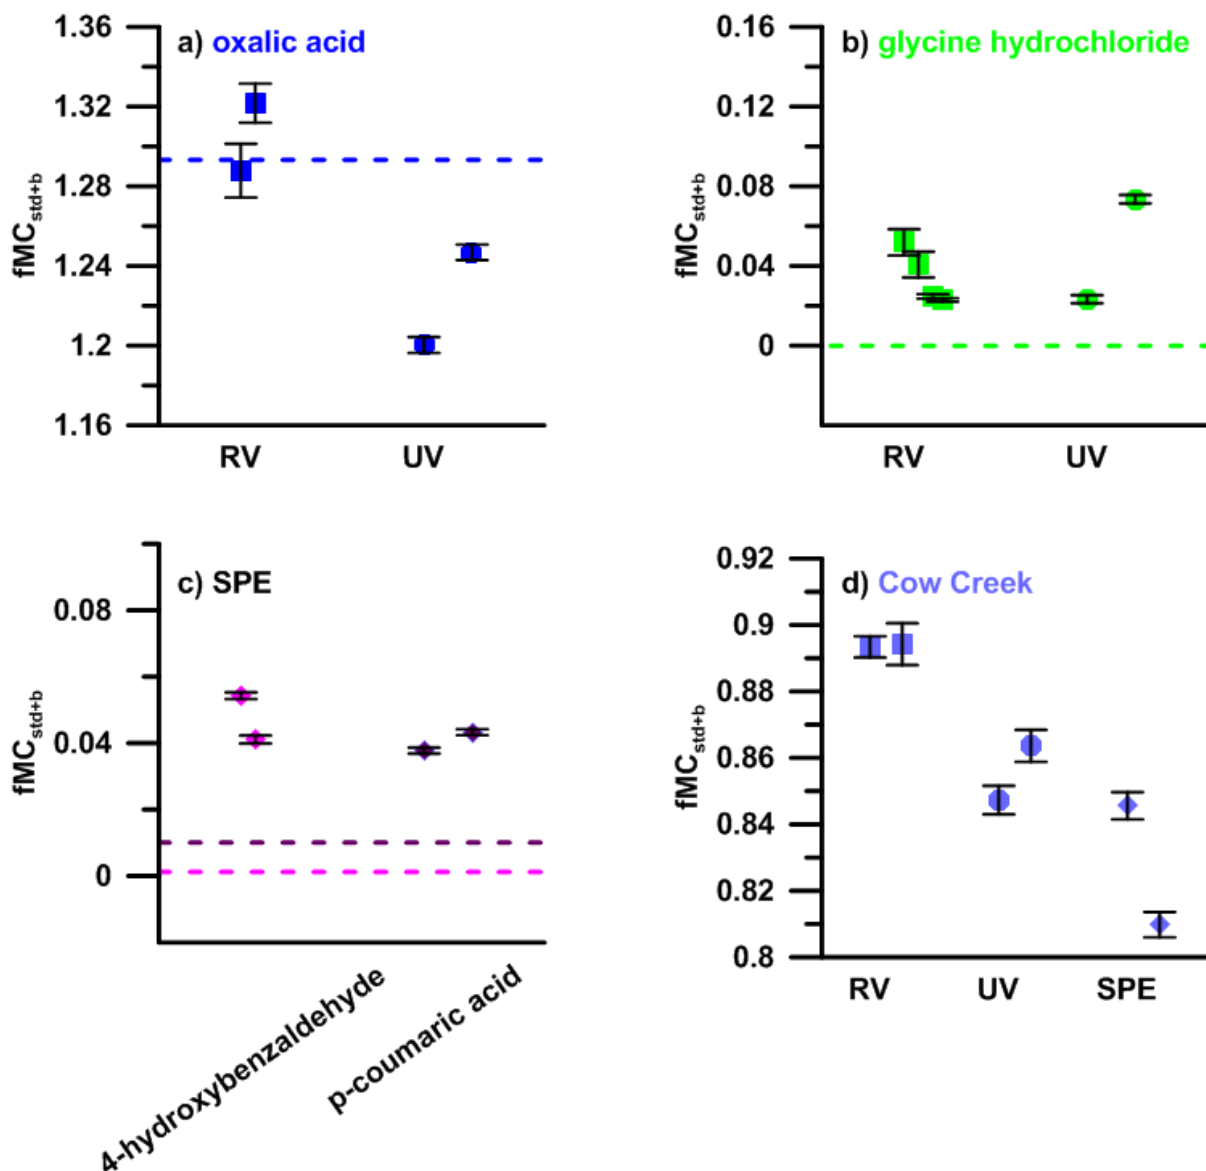 a) oxalic acid
1.36
1.32
1.28
1.24
1.2
1.16
fMCstd+b
RV UV
b) glycine hydrochloride
0.16
0.12
0.08
0.04
0
fMCstd+b
RV UV
c) SPE
0.08
0.04
0
fMCstd+b
4-hydroxybenzaldehyde
p-coumaric acid
d) Cow Creek
0.92
0.9
0.88
0.86
0.84
0.82
0.8
fMCstd+b
RV UV SPE